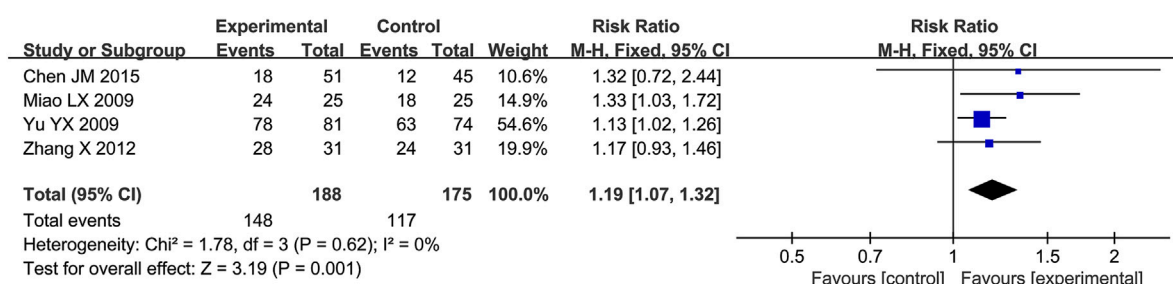 Experimental Control Risk Ratio Risk Ratio
Study or Subgroup Events Total Events Total Weight M-H, Fixed, 95% CI M-H, Fixed, 95% CI
Chen JM 2015 18 51 12 45 10.6% 1.32 [0.72, 2.44]
Miao LX 2009 24 25 18 25 14.9% 1.33 [1.03, 1.72]
Yu YX 2009 78 81 63 74 54.6% 1.13 [1.02, 1.26]
Zhang X 2012 28 31 24 31 19.9% 1.17 [0.93, 1.46]
Total (95% CI) 188 175 100.0% 1.19 [1.07, 1.32]
Total events 148 117
Heterogeneity: Chi² = 1.78, df = 3 (P = 0.62); I² = 0%
Test for overall effect: Z = 3.19 (P = 0.001)
0.5 0.7 1 1.5 2
Favours [control] Favours [experimental]